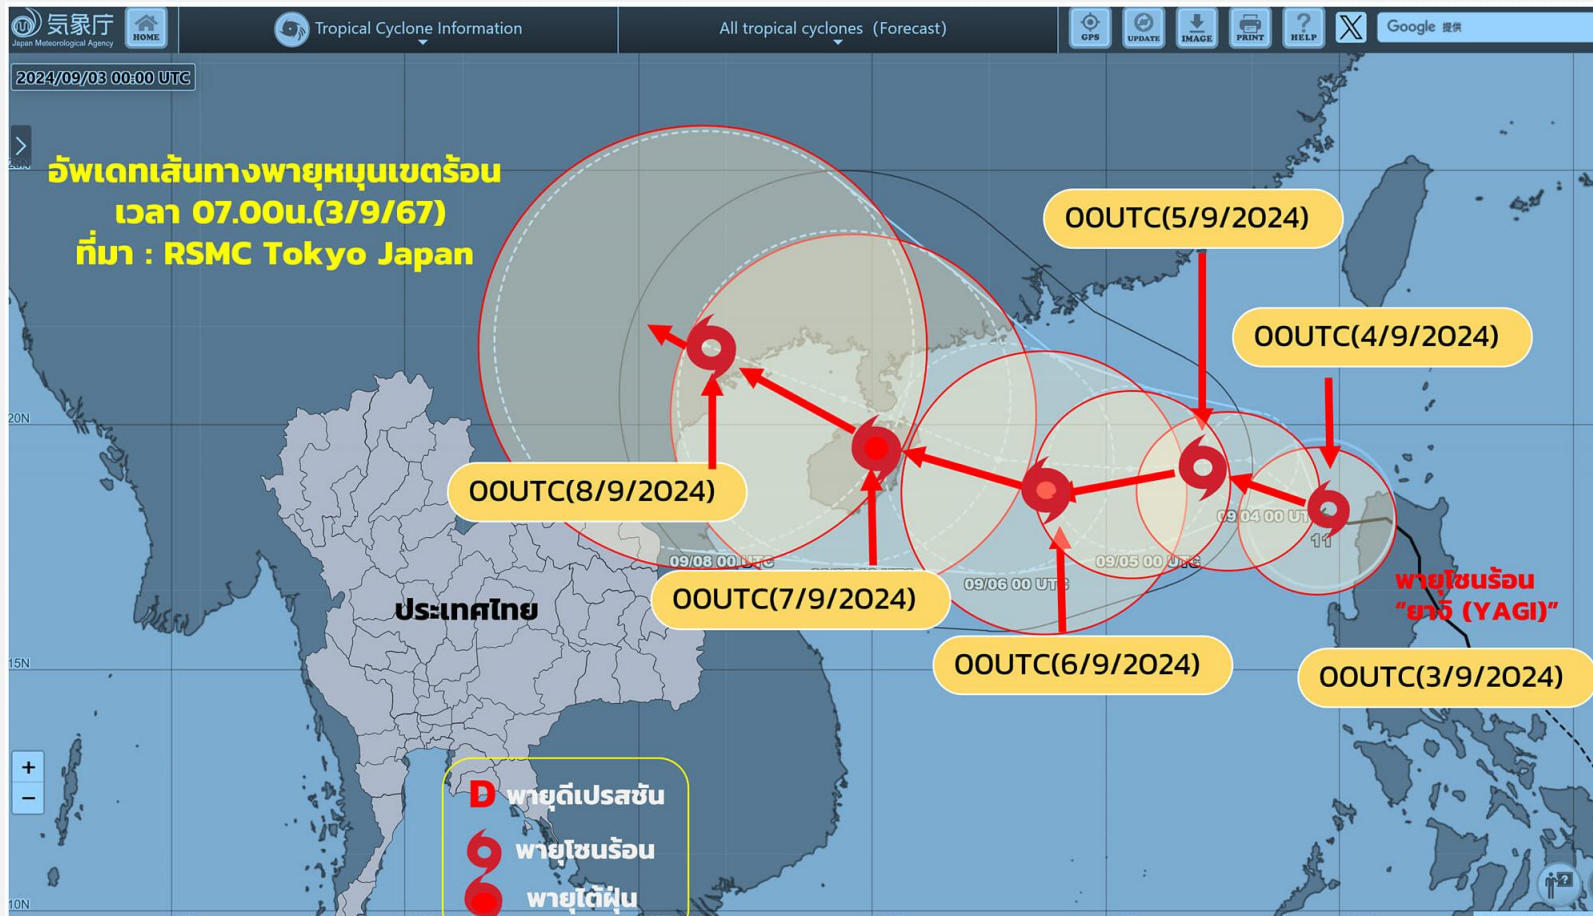 気象庁
Japan Meteorological Agency
HOME
Tropical Cyclone Information
All tropical cyclones (Forecast)
GPS
UPDATE
IMAGE
PRINT
? HELP
X
Google 提供
2024/09/03 00:00 UTC
อัพเดทเส้นทางพายุหมุนเขตร้อน
เวลา 07.00น.(3/9/67)
ที่มา : RSMC Tokyo Japan
00UTC(5/9/2024)
00UTC(4/9/2024)
20N
00UTC(8/9/2024)
09/04 00 UT
11
09/08 00 UTC
09/05 00 UTC
09/06 00 UTC
พายุโซนร้อน
“ยางิ (YAGI)”
00UTC(7/9/2024)
ประเทศไทย
15N
00UTC(6/9/2024)
00UTC(3/9/2024)
+
−
D พายุดีเปรสชัน
พายุโซนร้อน
พายุไต้ฝุ่น
10N